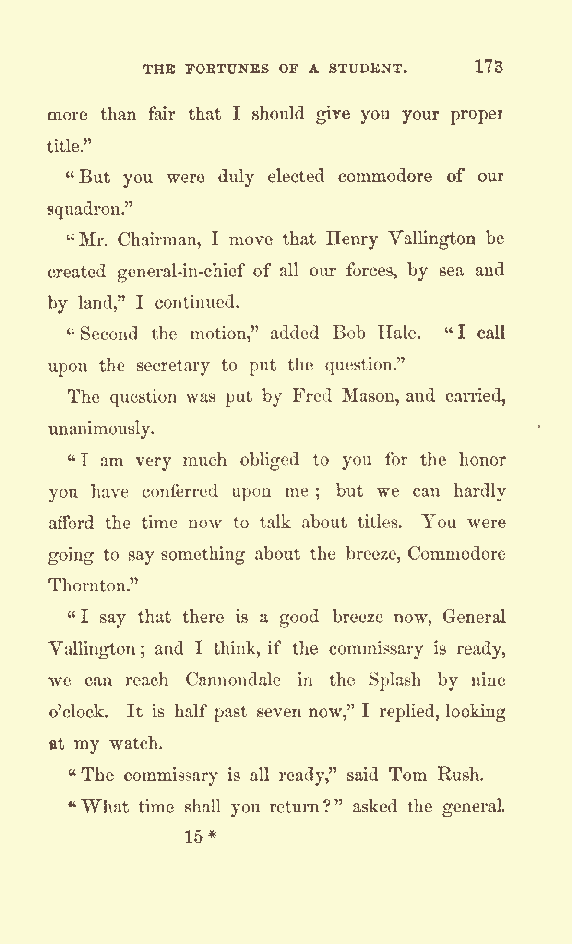 THE FORTUNES OF A STUDENT. 173
more than fair that I should give you your proper
title.”
“But you were duly elected commodore of our
squadron.”
“Mr. Chairman, I move that Henry Vallington be
created general-in-chief of all our forces, by sea and
by land,” I continued.
“Second the motion,” added Bob Hale. “I call
upon the secretary to put the question.”
The question was put by Fred Mason, and carried,
unanimously.
“I am very much obliged to you for the honor
you have conferred upon me; but we can hardly
afford the time now to talk about titles. You were
going to say something about the breeze, Commodore
Thornton.”
“I say that there is a good breeze now, General
Vallington; and I think, if the commissary is ready,
we can reach Cannondale in the Splash by nine
o’clock. It is half past seven now,” I replied, looking
at my watch.
“The commissary is all ready,” said Tom Rush.
“What time shall you return?” asked the general.
15*